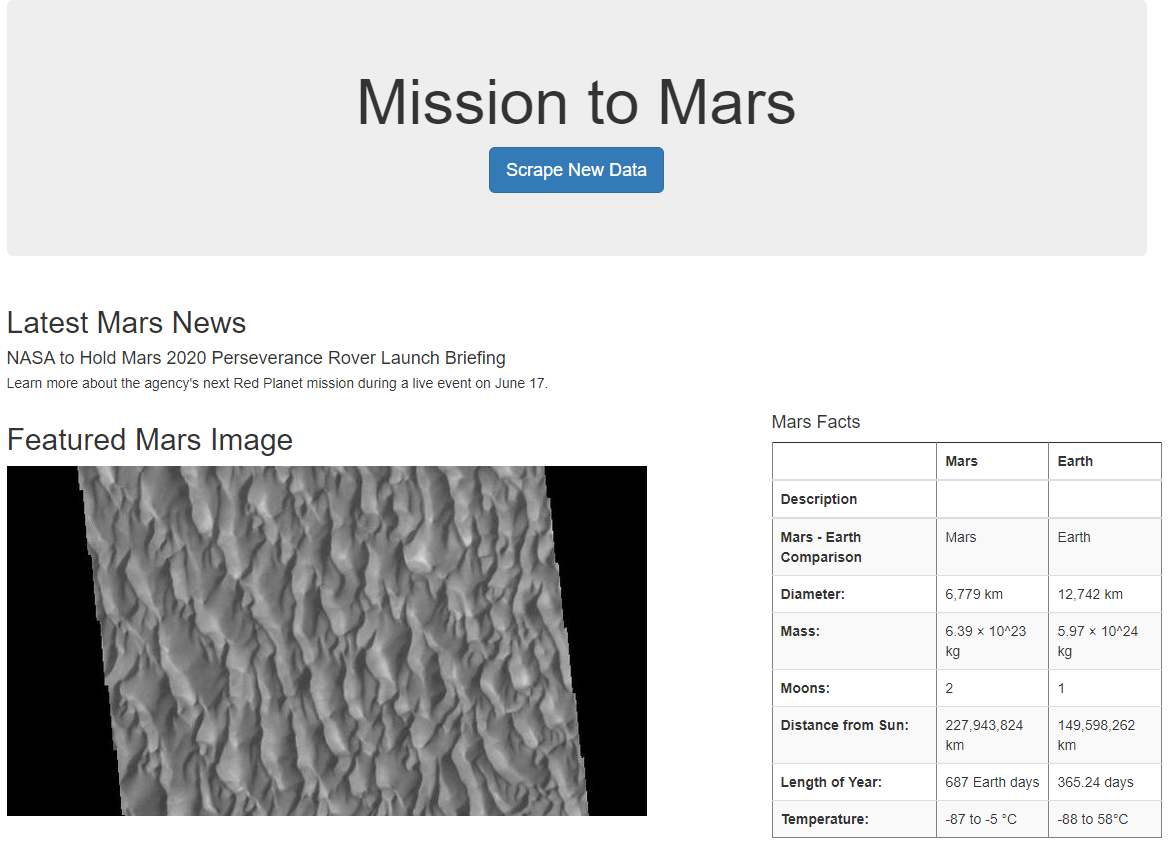 Mission to Mars
Scrape New Data
Latest Mars News
NASA to Hold Mars 2020 Perseverance Rover Launch Briefing
Learn more about the agency's next Red Planet mission during a live event on June 17.
Featured Mars Image
Mars Facts
Mars Earth
Description
Mars - Earth
Comparison Mars Earth
Diameter: 6,779 km 12,742 km
Mass: 6.39 × 10^23 5.97 × 10^24
kg kg
Moons: 2 1
Distance from Sun: 227,943,824 149,598,262
km km
Length of Year: 687 Earth days 365.24 days
Temperature: -87 to -5 °C -88 to 58°C